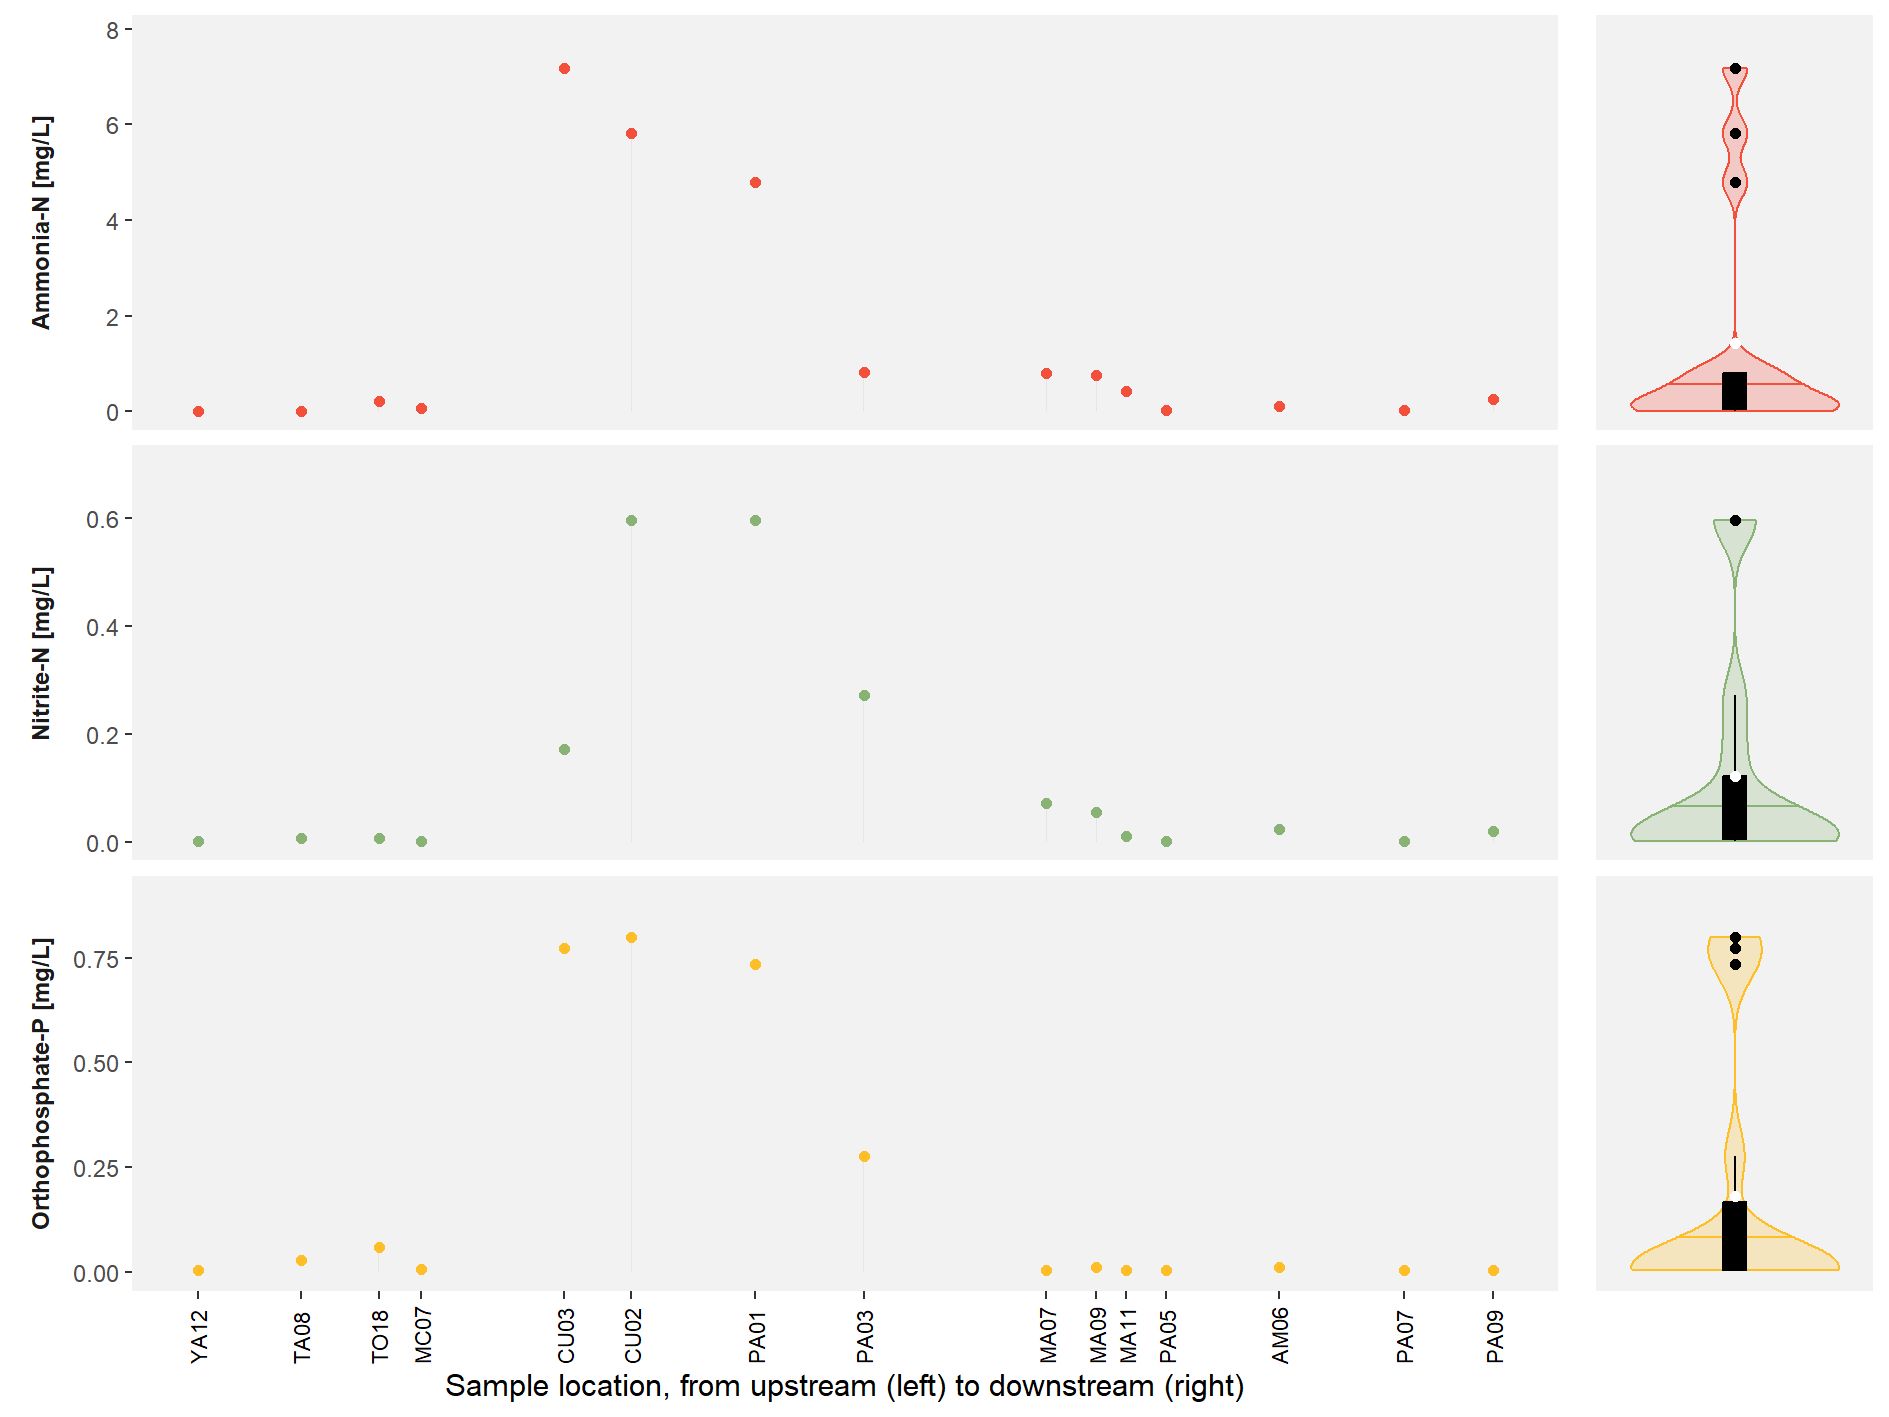 Ammonia-N [mg/L]
8
6
4
2
0
Nitrite-N [mg/L]
0.6
0.4
0.2
0.0
Orthophosphate-P [mg/L]
0.75
0.50
0.25
0.00
YA12
TA08
TO18
MC07
CU03
CU02
PA01
PA03
MA07
MA09
MA11
PA05
AM06
PA07
PA09
Sample location, from upstream (left) to downstream (right)